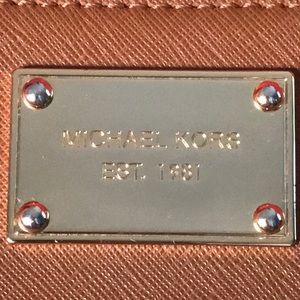 MICHAEL KORS
EST. 1981